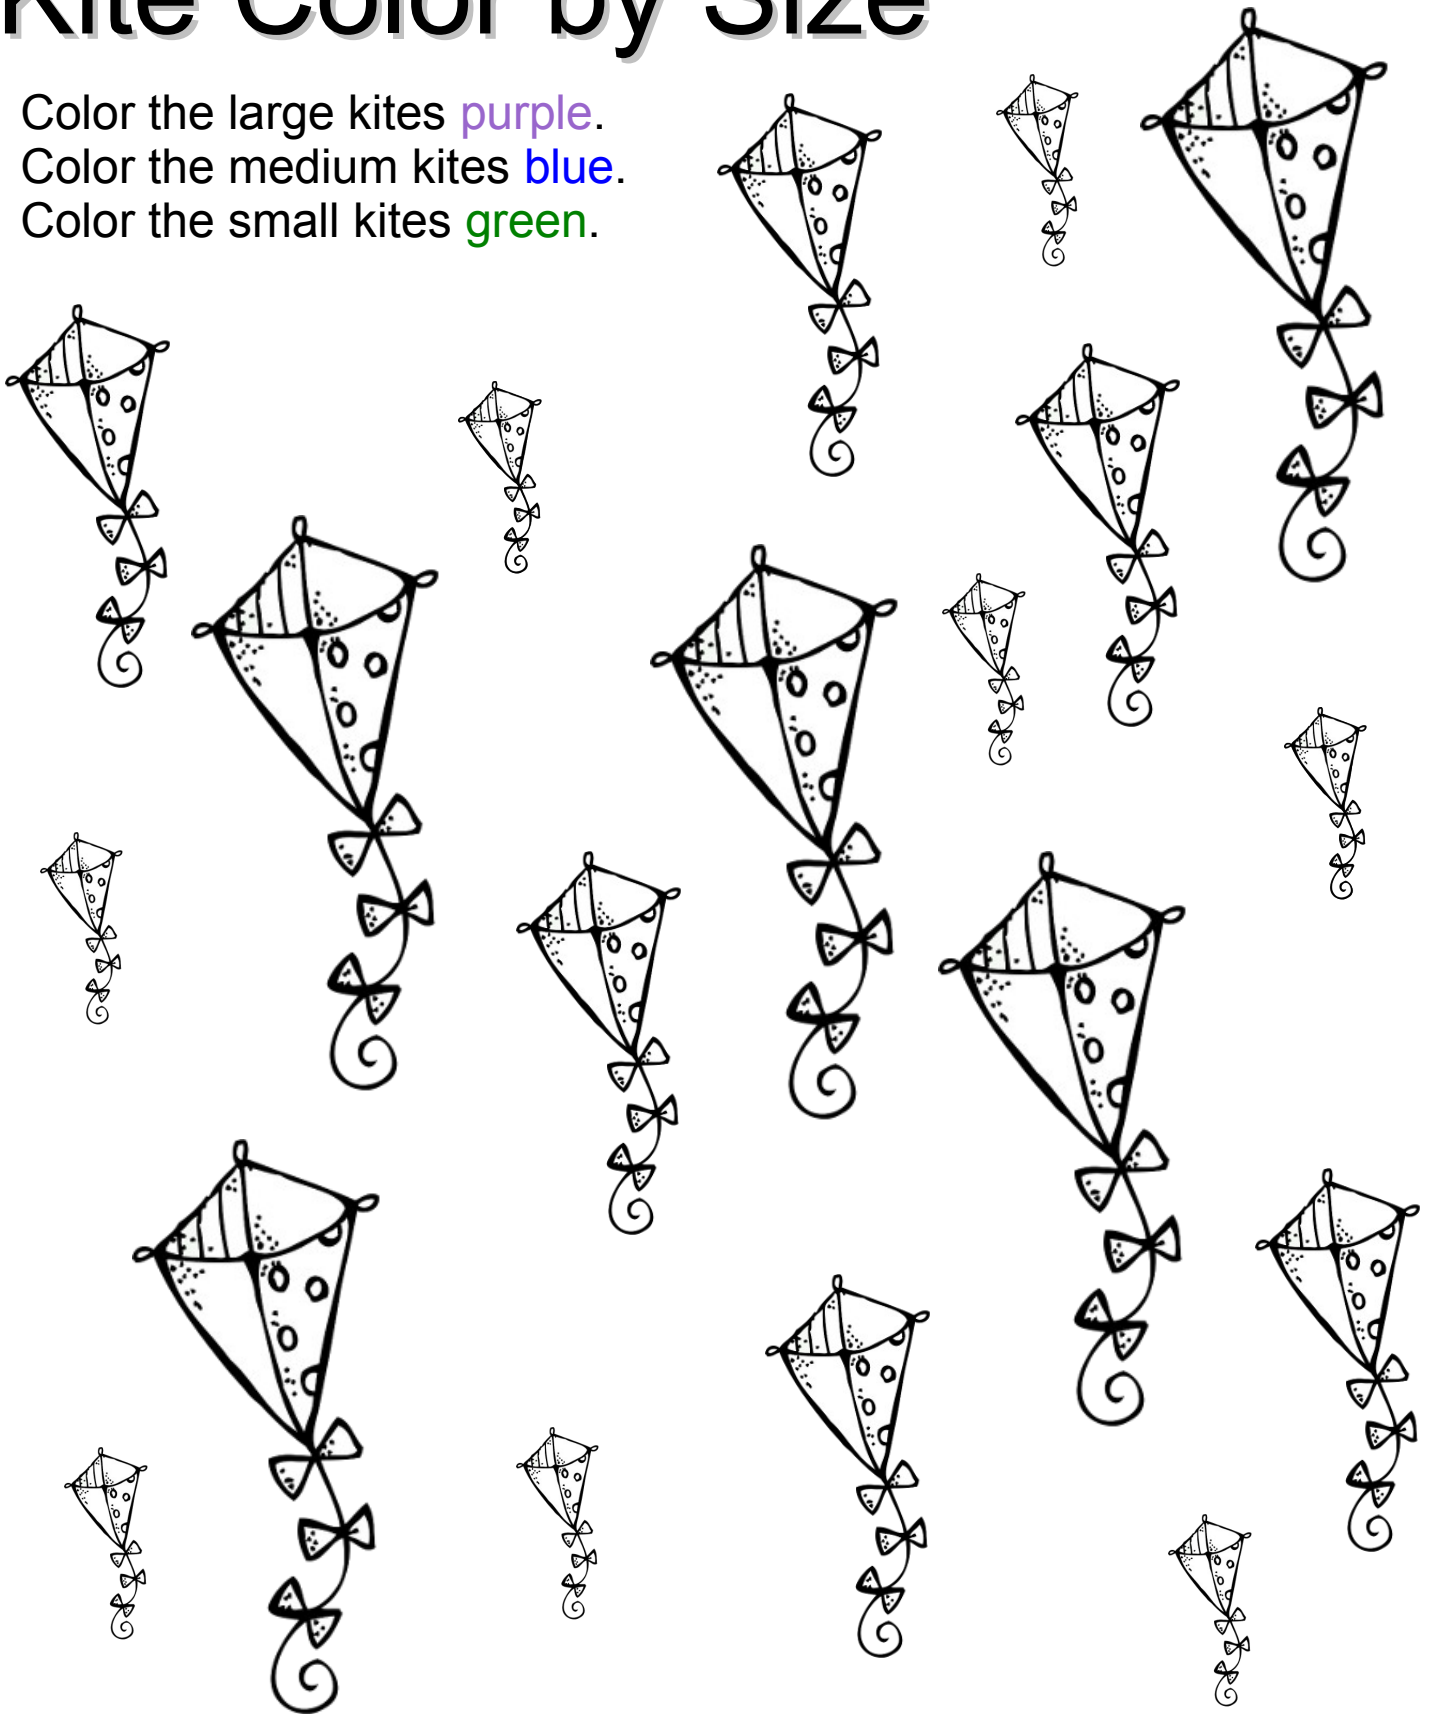 Kite Color by Size
Color the large kites purple.
Color the medium kites blue.
Color the small kites green.